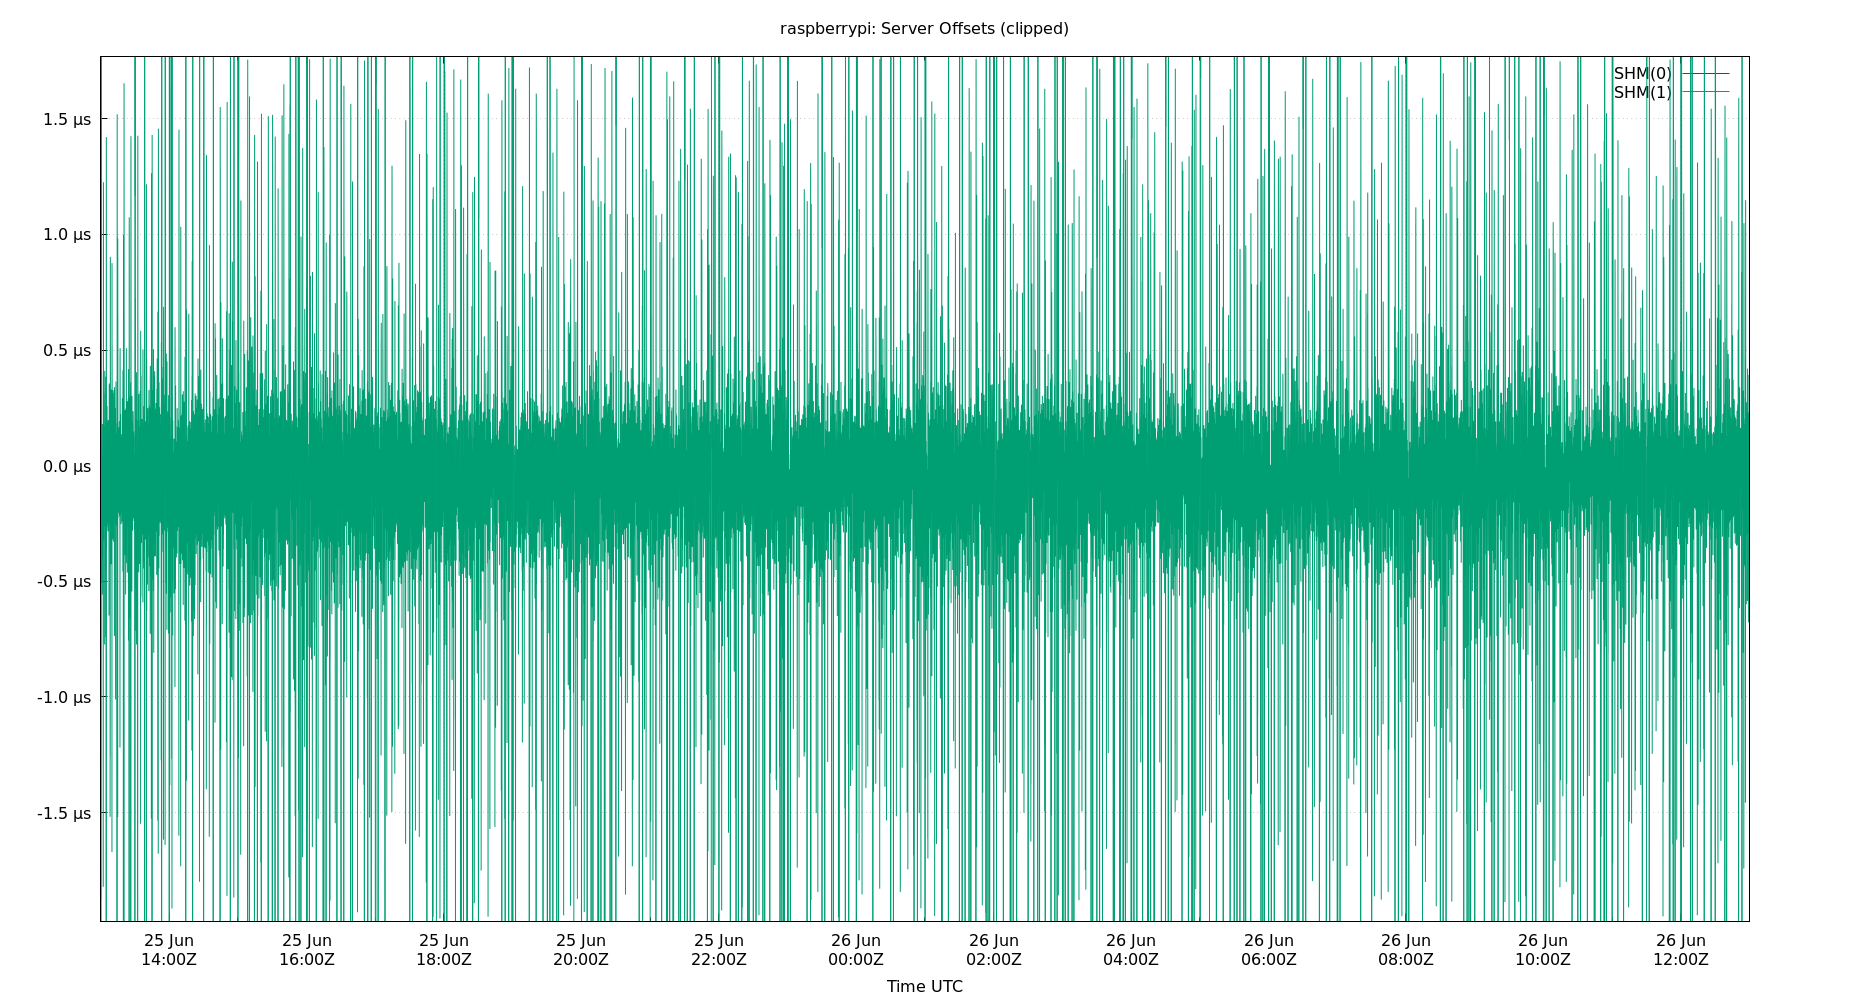 raspberrypi: Server Offsets (clipped)
SHM(0)
SHM(1)
1.5 µs
1.0 µs
0.5 µs
0.0 µs
-0.5 µs
-1.0 µs
-1.5 µs
25 Jun 25 Jun 25 Jun 25 Jun 25 Jun 26 Jun 26 Jun 26 Jun 26 Jun 26 Jun 26 Jun 26 Jun
14:00Z 16:00Z 18:00Z 20:00Z 22:00Z 00:00Z 02:00Z 04:00Z 06:00Z 08:00Z 10:00Z 12:00Z
Time UTC